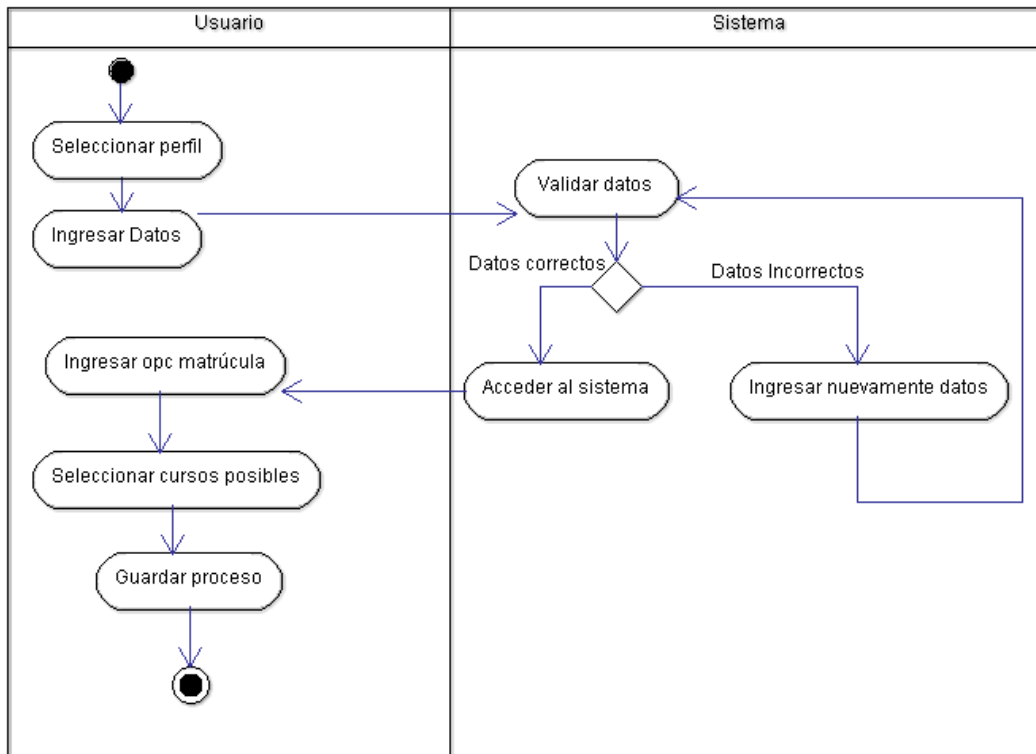 Usuario
Sistema
Seleccionar perfil
Ingresar Datos
Validar datos
Datos correctos
Datos Incorrectos
Ingresar opc matrúcula
Acceder al sistema
Ingresar nuevamente datos
Seleccionar cursos posibles
Guardar proceso